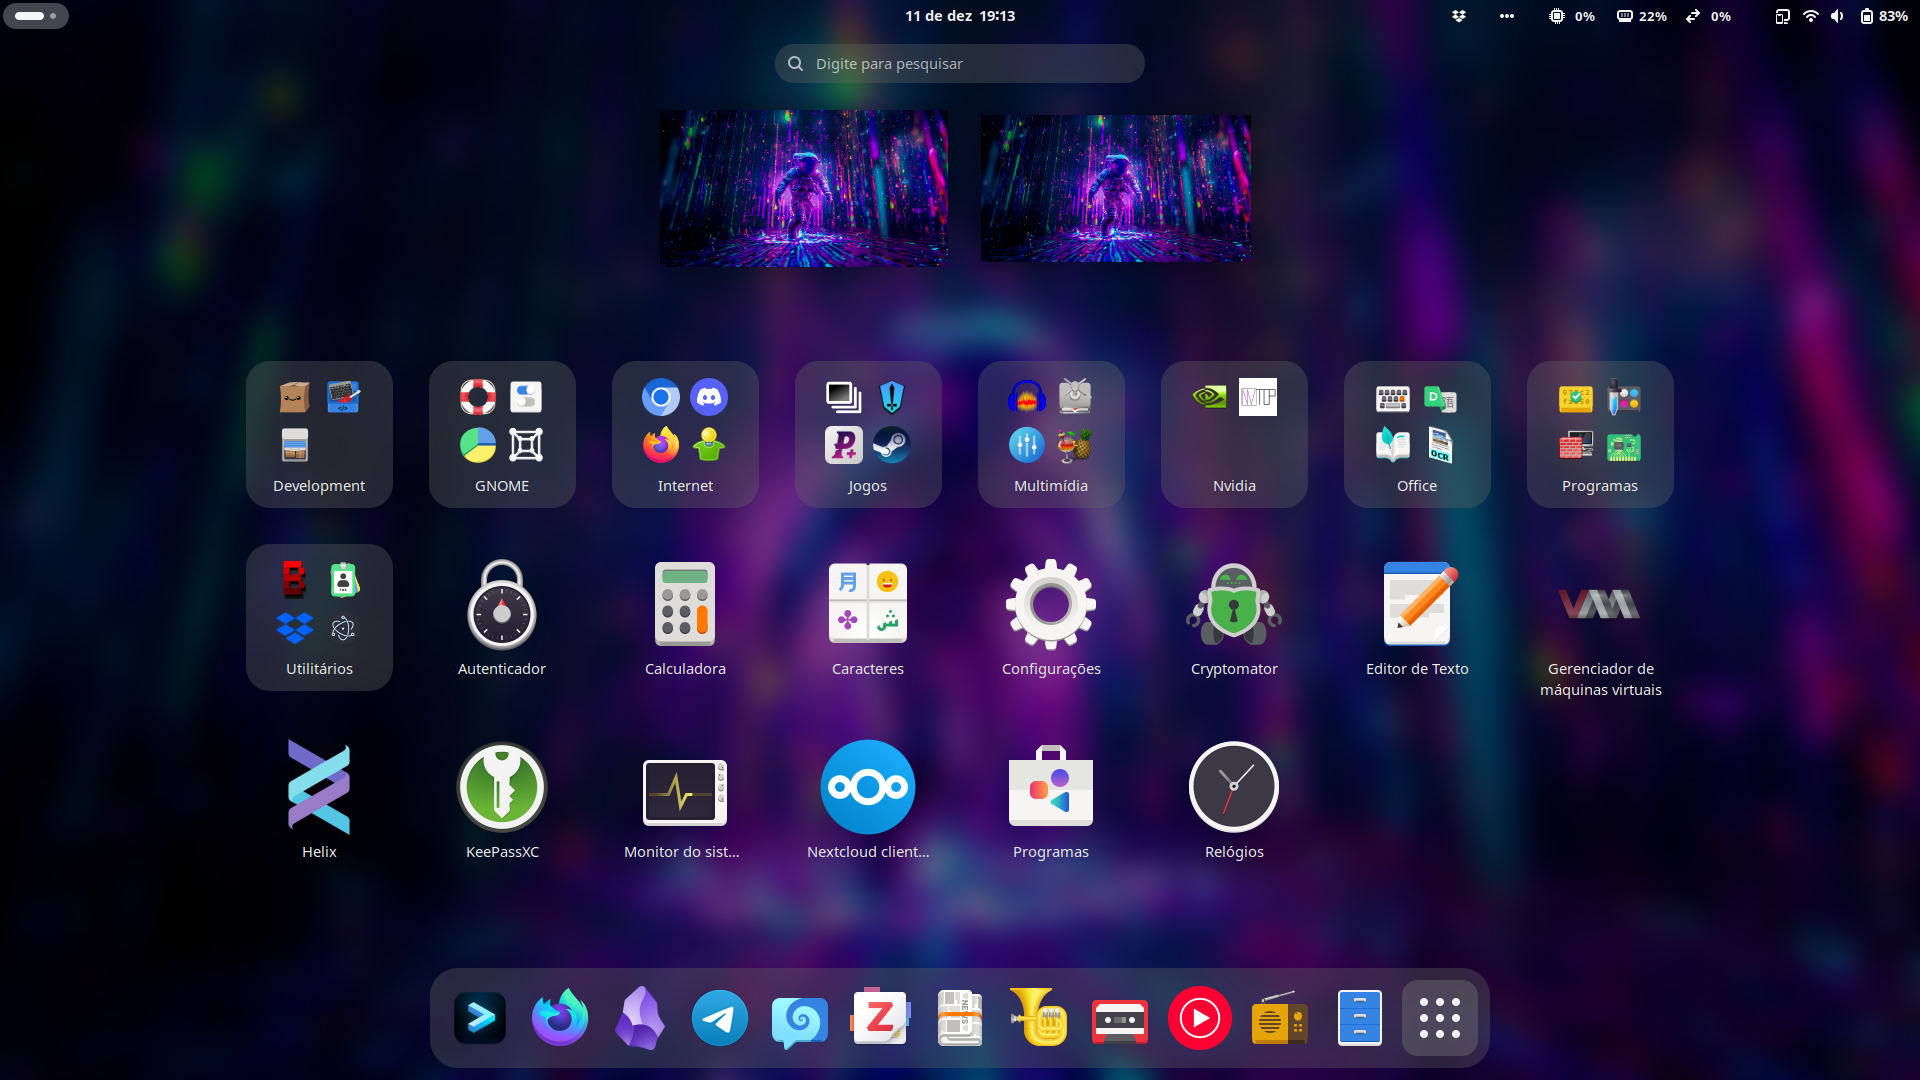 11 de dez 19:13
0%
22%
0%
83%
Digite para pesquisar
Development
GNOME
Internet
Jogos
Multimídia
Nvidia
Office
Programas
Utilitários
Autenticador
Calculadora
Caracteres
Configurações
Cryptomator
Editor de Texto
Gerenciador de
máquinas virtuais
Helix
KeePassXC
Monitor do sist...
Nextcloud client...
Programas
Relógios